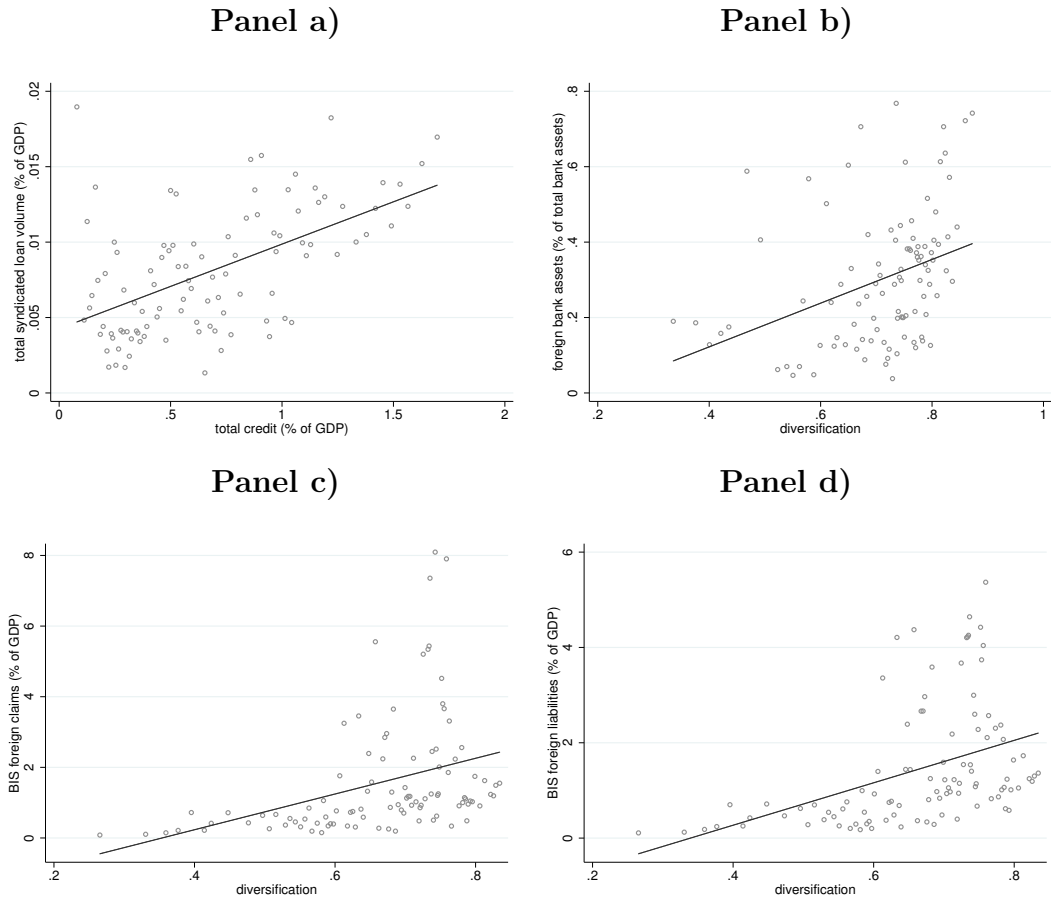 Panel a)
Panel b)
total syndicated loan volume (% of GDP)
0 .005 .01 .015 .02
0 .5 1 1.5 2
total credit (% of GDP)
foreign bank assets (% of total bank assets)
0 .2 .4 .6 .8
.2 .4 .6 .8 1
diversification
Panel c)
Panel d)
BIS foreign claims (% of GDP)
0 2 4 6 8
.2 .4 .6 .8
diversification
BIS foreign liabilities (% of GDP)
0 2 4 6
.2 .4 .6 .8
diversification